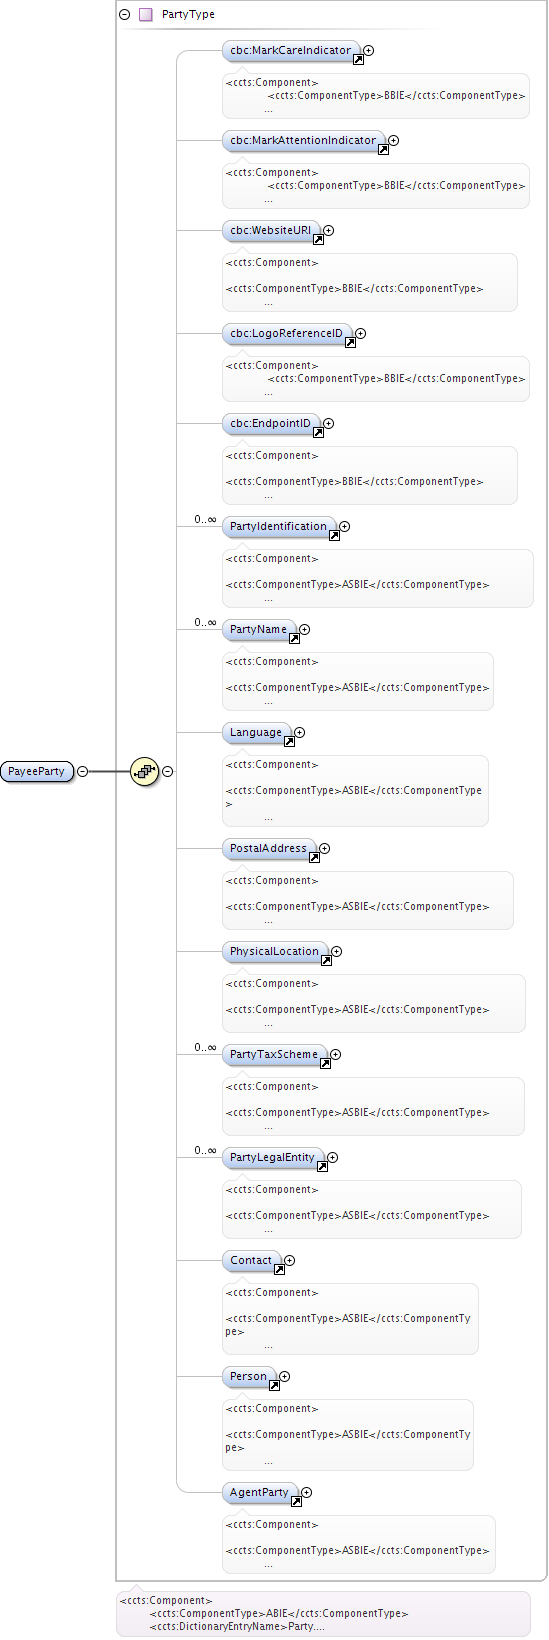 PartyType
cbc:MarkCareIndicator
<ccts:Component>
<ccts:ComponentType>BBIE</ccts:ComponentType>
...
cbc:MarkAttentionIndicator
<ccts:Component>
<ccts:ComponentType>BBIE</ccts:ComponentType>
...
cbc:WebsiteURI
<ccts:Component>
<ccts:ComponentType>BBIE</ccts:ComponentType>
...
cbc:LogoReferenceID
<ccts:Component>
<ccts:ComponentType>BBIE</ccts:ComponentType>
...
cbc:EndpointID
<ccts:Component>
<ccts:ComponentType>BBIE</ccts:ComponentType>
...
0..∞
PartyIdentification
<ccts:Component>
<ccts:ComponentType>ASBIE</ccts:ComponentType>
...
0..∞
PartyName
<ccts:Component>
<ccts:ComponentType>ASBIE</ccts:ComponentType>
...
Language
<ccts:Component>
<ccts:ComponentType>ASBIE</ccts:ComponentType
>
...
PayeeParty
PostalAddress
<ccts:Component>
<ccts:ComponentType>ASBIE</ccts:ComponentType>
...
PhysicalLocation
<ccts:Component>
<ccts:ComponentType>ASBIE</ccts:ComponentType>
...
0..∞
PartyTaxScheme
<ccts:Component>
<ccts:ComponentType>ASBIE</ccts:ComponentType>
...
0..∞
PartyLegalEntity
<ccts:Component>
<ccts:ComponentType>ASBIE</ccts:ComponentType>
...
Contact
<ccts:Component>
<ccts:ComponentType>ASBIE</ccts:ComponentTy
pe>
...
Person
<ccts:Component>
<ccts:ComponentType>ASBIE</ccts:ComponentTy
pe>
...
AgentParty
<ccts:Component>
<ccts:ComponentType>ASBIE</ccts:ComponentType>
...
<ccts:Component>
<ccts:ComponentType>ABIE</ccts:ComponentType>
<ccts:DictionaryEntryName>Party....